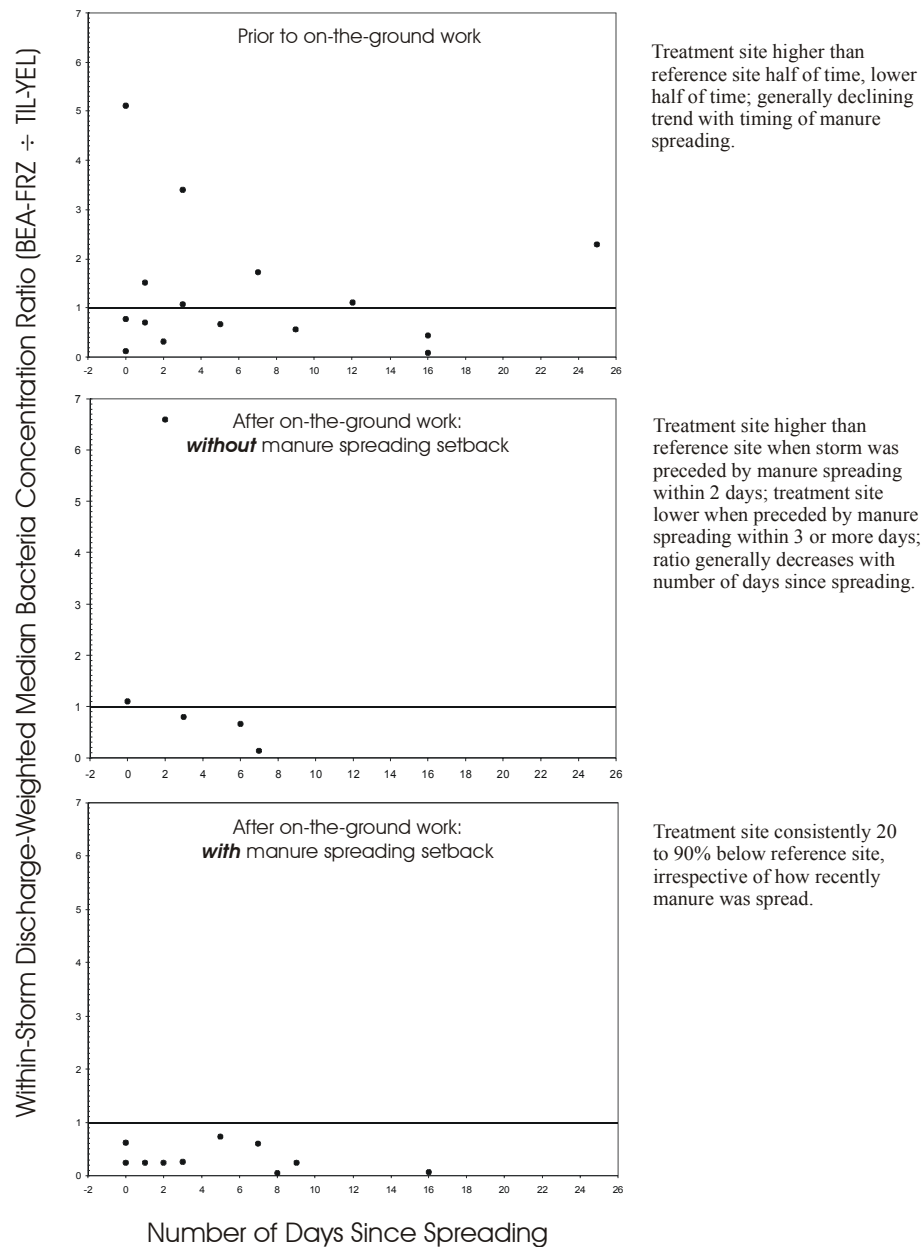 Within-Storm Discharge-Weighted Median Bacteria Concentration Ratio (BEA-FRZ ÷ TIL-YEL)
7
Prior to on-the-ground work
6
5
4
3
2
1
0
-2 0 2 4 6 8 10 12 14 16 18 20 22 24 26
Treatment site higher than
reference site half of time, lower
half of time; generally declining
trend with timing of manure
spreading.
7
After on-the-ground work:
without manure spreading setback
6
5
4
3
2
1
0
-2 0 2 4 6 8 10 12 14 16 18 20 22 24 26
Treatment site higher than
reference site when storm was
preceded by manure spreading
within 2 days; treatment site
lower when preceded by manure
spreading within 3 or more days;
ratio generally decreases with
number of days since spreading.
7
After on-the-ground work:
with manure spreading setback
6
5
4
3
2
1
0
-2 0 2 4 6 8 10 12 14 16 18 20 22 24 26
Treatment site consistently 20
to 90% below reference site,
irrespective of how recently
manure was spread.
Number of Days Since Spreading